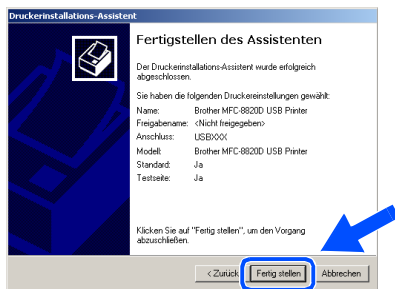 Druckerinstallations-Assistent
Fertigstellen des Assistenten
Der Druckerinstallations-Assistent wurde erfolgreich
abgeschlossen.
Sie haben die folgenden Druckereinstellungen gewählt:
Name: Brother MFC-8820D USB Printer
Freigabename: <Nicht freigegeben>
Anschluss: USBXXX
Modell: Brother MFC-8820D USB Printer
Standard: Ja
Testseite: Ja
Klicken Sie auf "Fertig stellen", um den Vorgang
abzuschließen.
< Zurück Fertig stellen Abbrechen